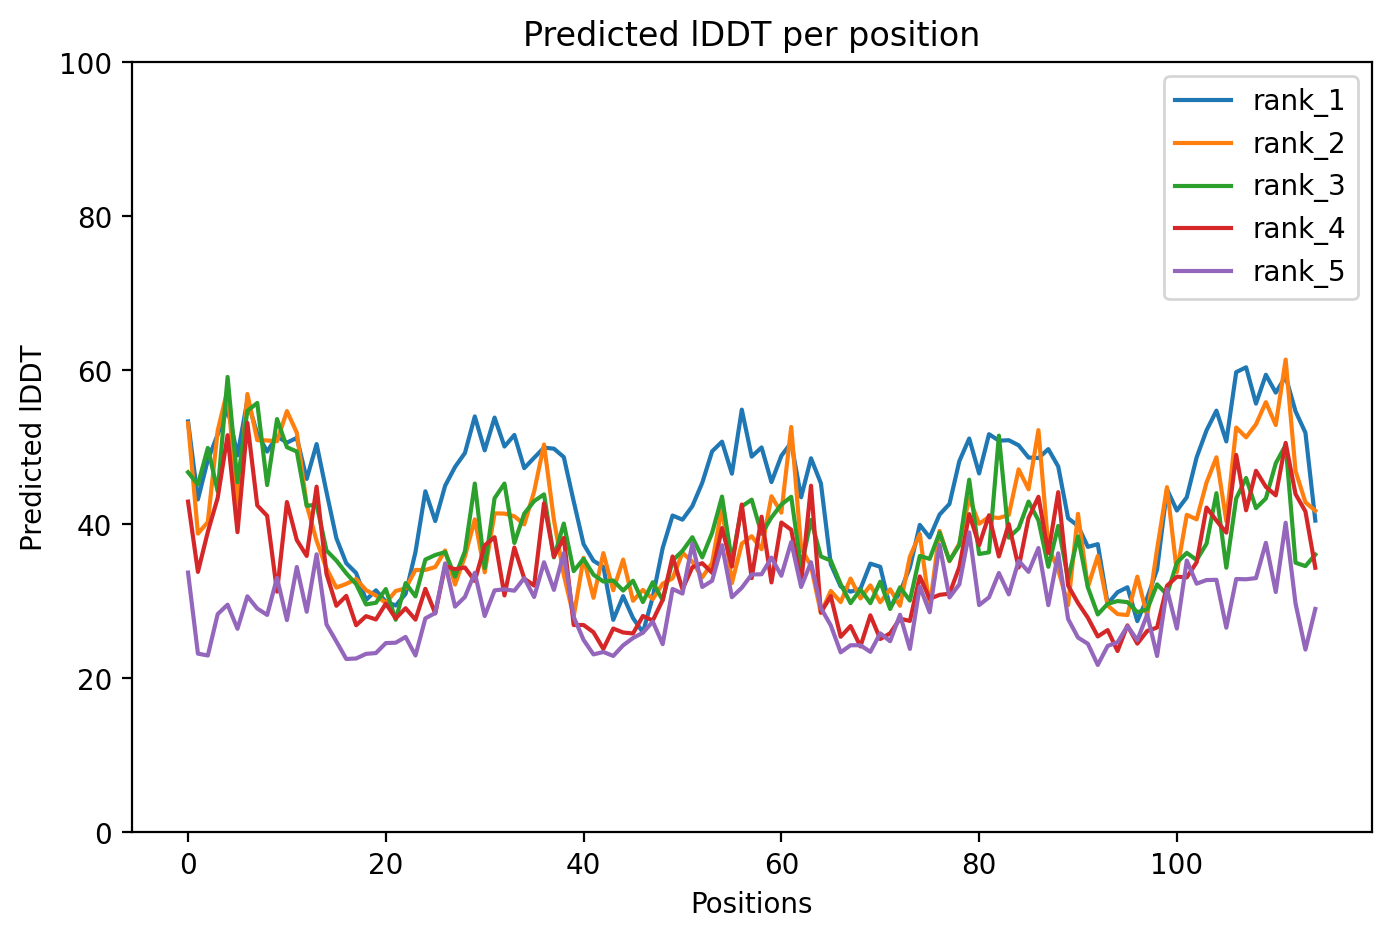 Predicted lDDT per position
100
80
60
40
20
0
Predicted lDDT
0 20 40 60 80 100
Positions
rank_1
rank_2
rank_3
rank_4
rank_5